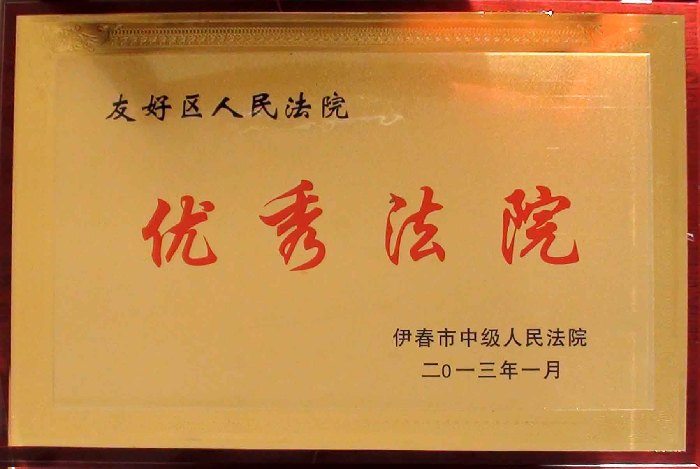 友好区人民法院
优秀法院
伊春市中级人民法院
二0一三年一月